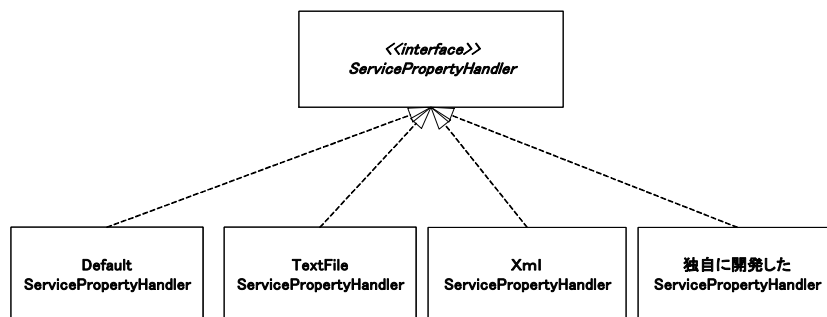 <<interface>>
ServicePropertyHandler
Default
ServicePropertyHandler
TextFile
ServicePropertyHandler
Xml
ServicePropertyHandler
独自に開発した
ServicePropertyHandler